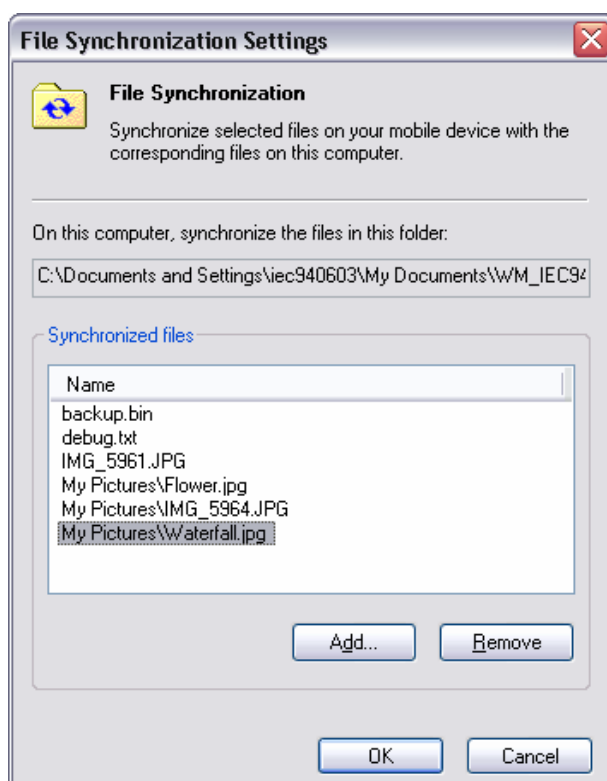 File Synchronization Settings
File Synchronization
Synchronize selected files on your mobile device with the
corresponding files on this computer.
On this computer, synchronize the files in this folder:
C:\Documents and Settings\iec940603\My Documents\WM_IEC94
Synchronized files
Name
backup.bin
debug.txt
IMG_5961.JPG
My Pictures\Flower.jpg
My Pictures\IMG_5964.JPG
My Pictures\Waterfall.jpg
Add... Remove
OK Cancel